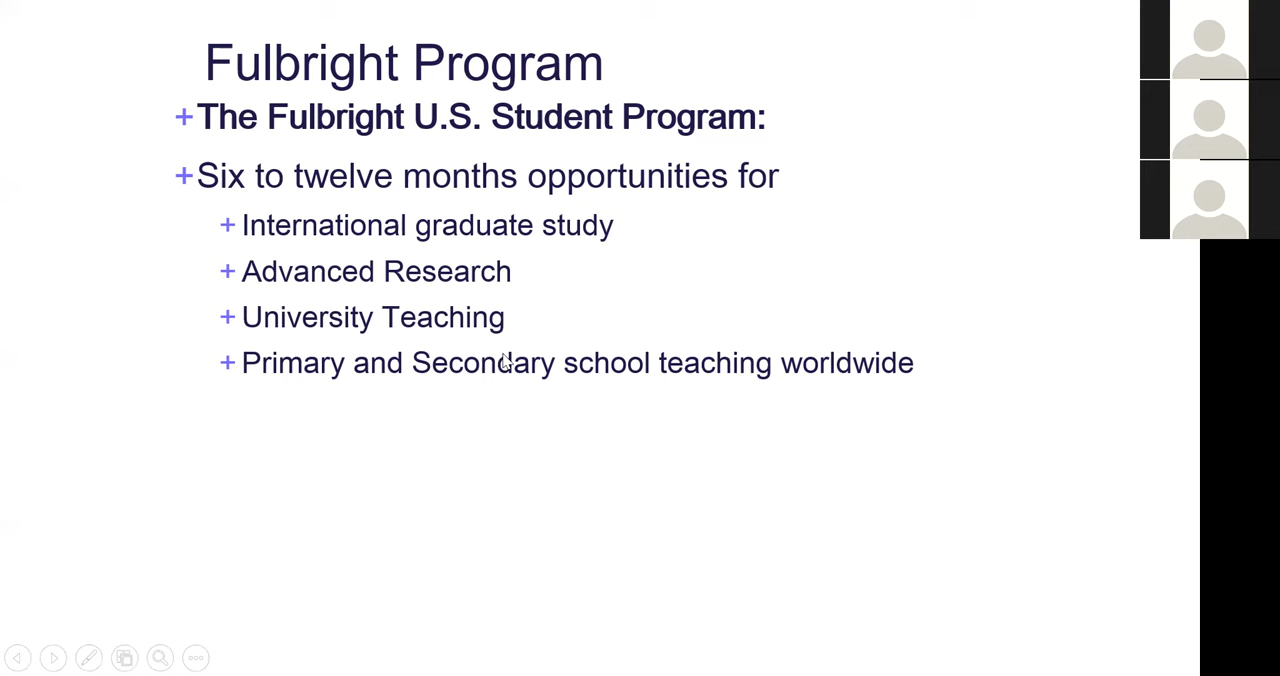 Fulbright Program
+The Fulbright U.S. Student Program:
+Six to twelve months opportunities for
+International graduate study
+Advanced Research
+University Teaching
+Primary and Secondary school teaching worldwide